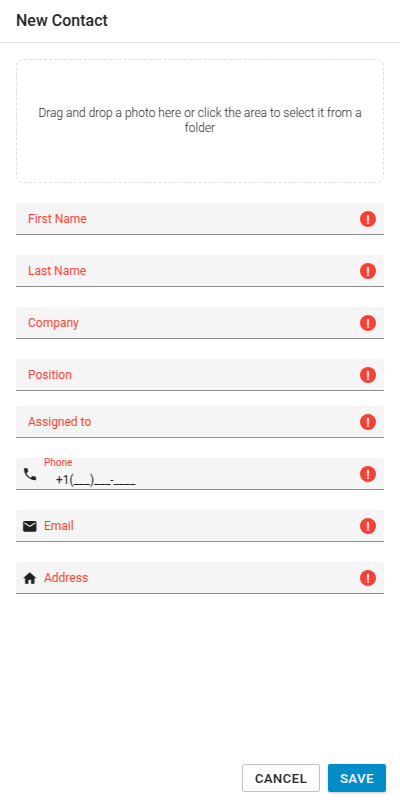 New Contact
Drag and drop a photo here or click the area to select it from a
folder
First Name
Last Name
Company
Position
Assigned to
Phone
+1(___)___-____
Email
Address
CANCEL SAVE